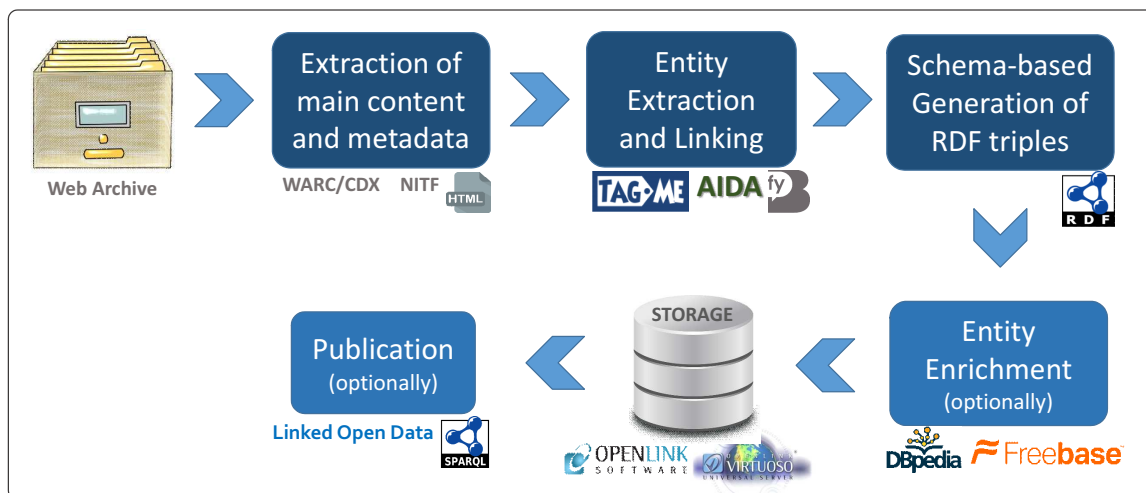 Extraction of
main content
and metadata
Entity
Extraction
and Linking
Schema-based
Generation of
RDF triples
Web Archive
WARC/CDX NITF
HTML
TAG ME
AIDA
fy
RDF
STORAGE
Publication
(optionally)
Entity
Enrichment
(optionally)
Linked Open Data
SPARQL
OPENLINK
SOFTWARE
VIRTUOSO
UNIVERSAL SERVER
DBpedia
Freebase